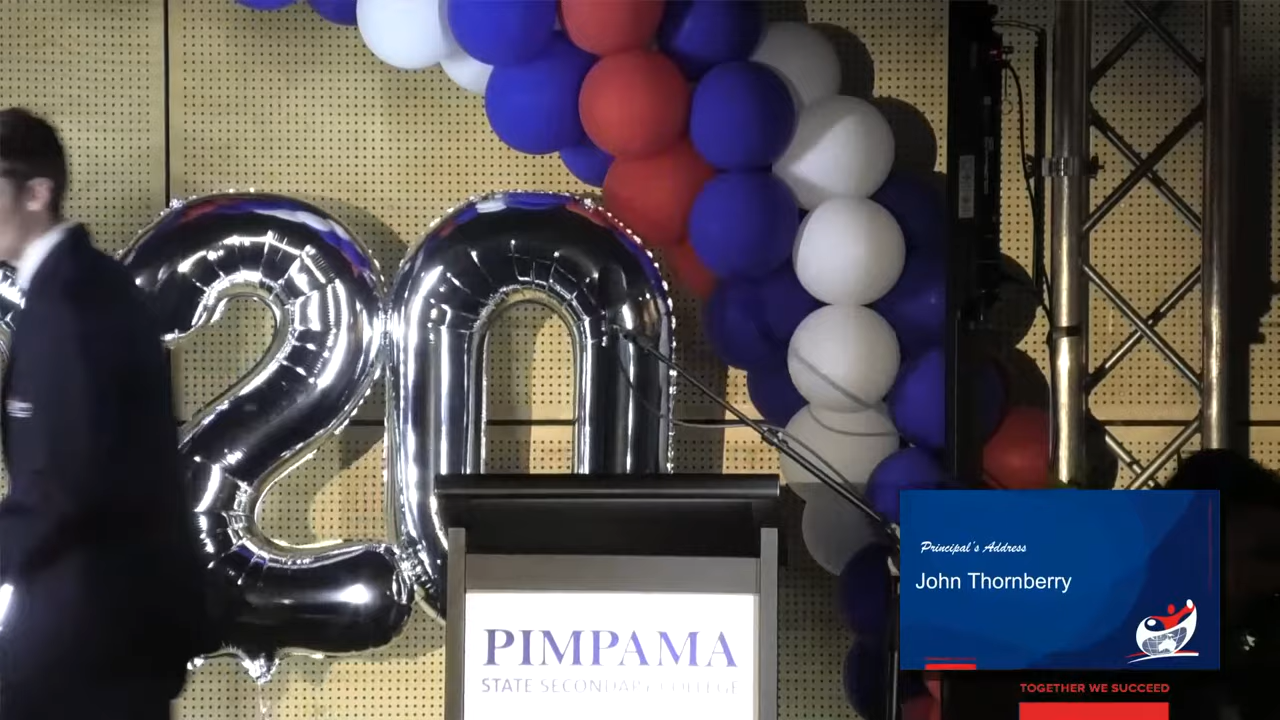 20
PIMPAMA
STATE SECONDARY COLLEGE
Principal's Address
John Thornberry
TOGETHER WE SUCCEED